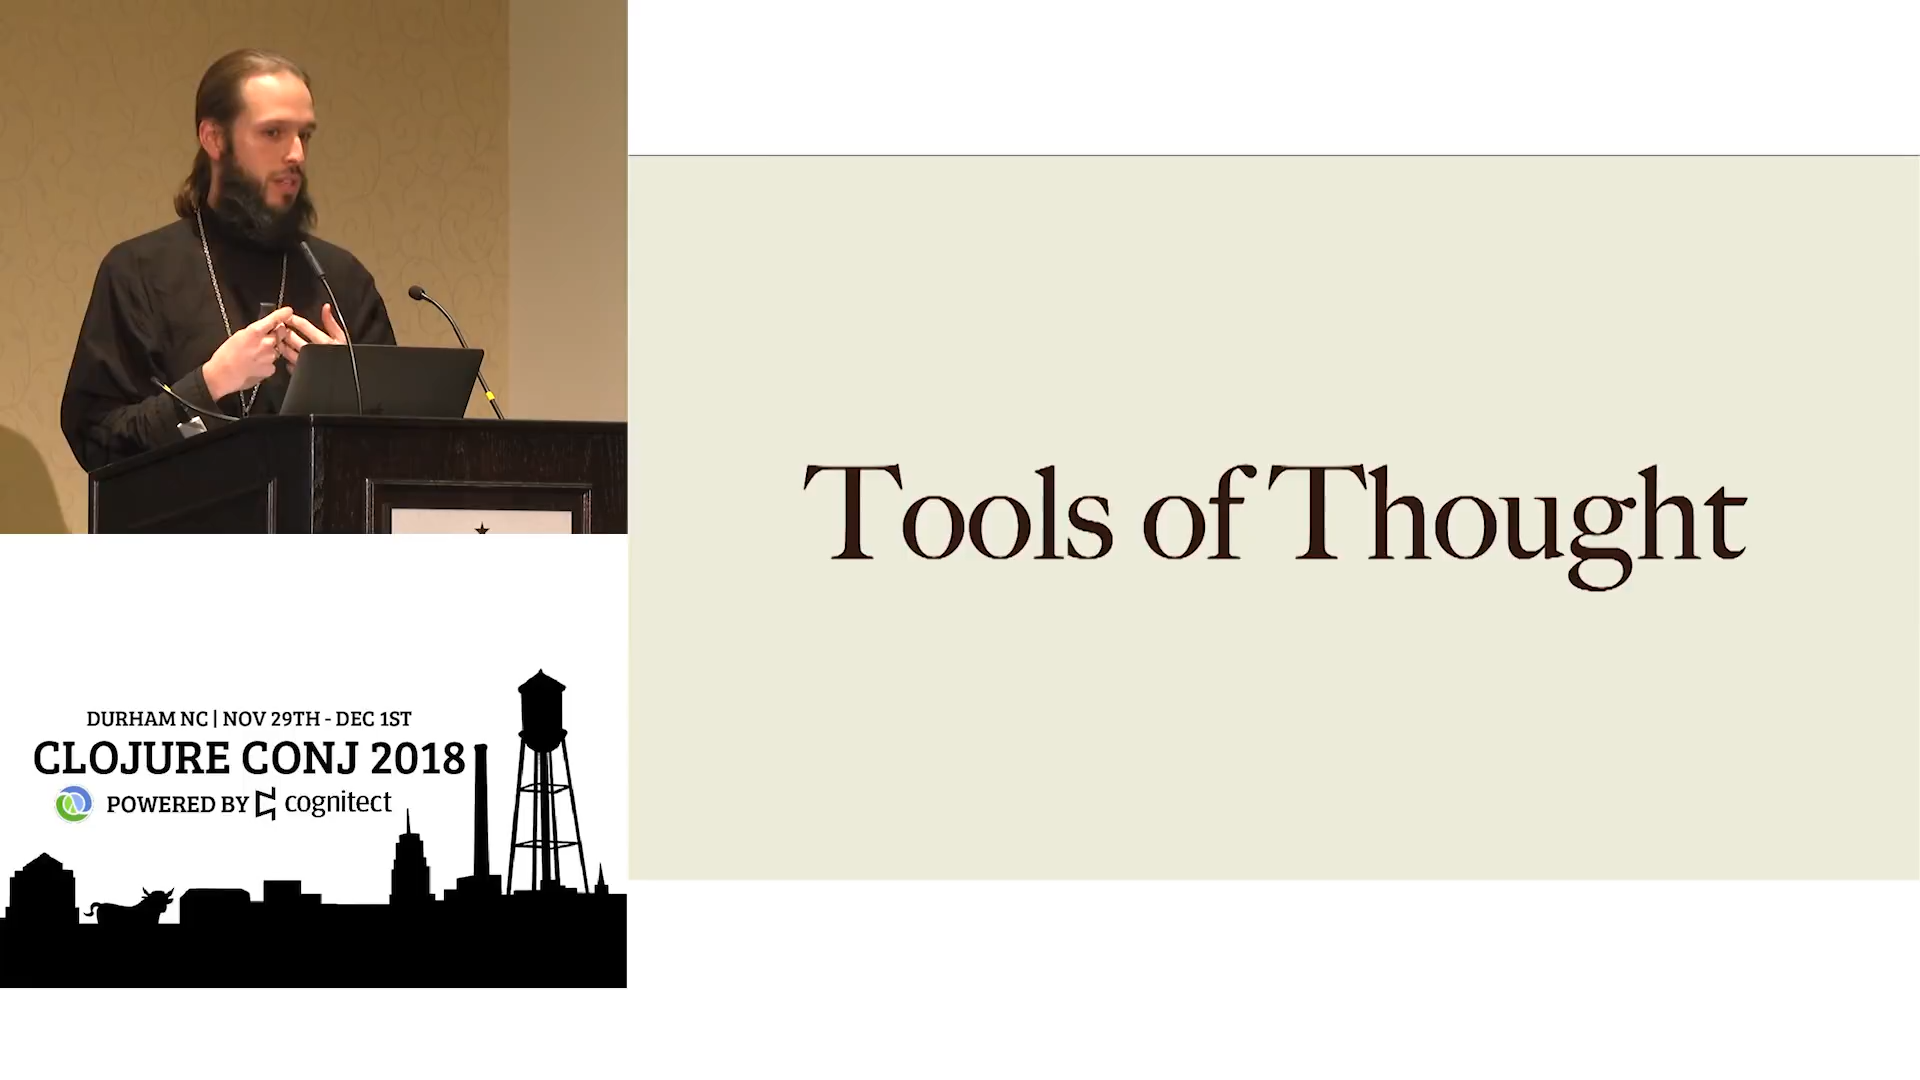 Tools of Thought
DURHAM NC | NOV 29TH - DEC 1ST
CLOJURE CONJ 2018
POWERED BY cognitect